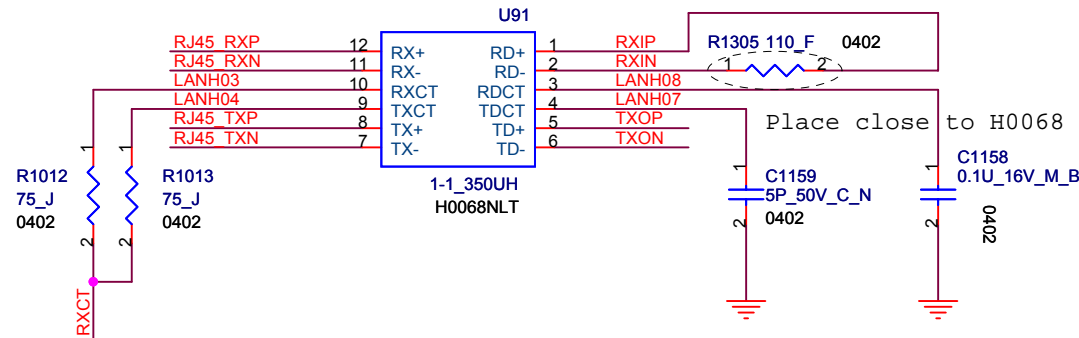 U91
RJ45_RXP 12 RX+ RD+ 1 RXIP R1305 110_F 0402
RJ45_RXN 11 RX- RD- 2 RXIN 1 2
LANH03 10 RXCT RDCT 3 LANH08
LANH04 9 TXCT TDCT 4 LANH07
RJ45_TXP 8 TX+ TD+ 5 TXOP Place close to H0068
RJ45_TXN 7 TX- TD- 6 TXON
1-1_350UH
H0068NLT
1 R1012 75_J 0402 2
1 R1013 75_J 0402 2
1 C1159 5P_50V_C_N 0402 2
1 C1158 0.1U_16V_M_B 0402 2
RXCT